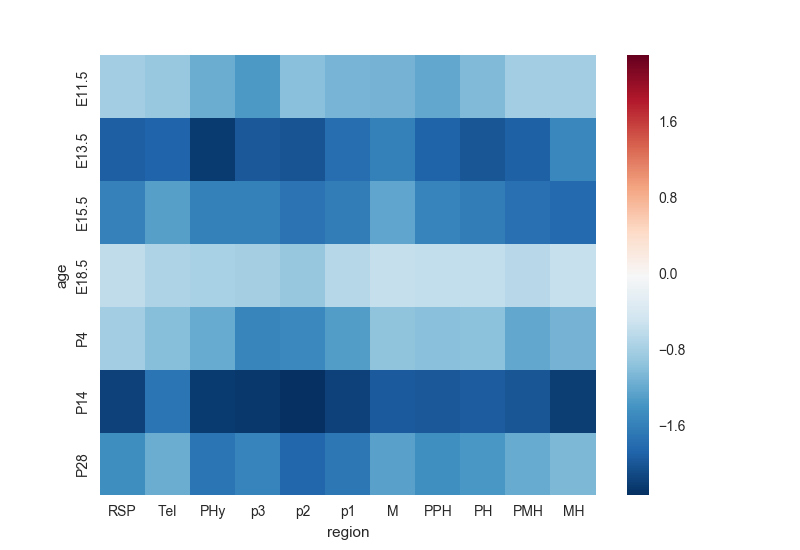 E11.5
E13.5
E15.5
E18.5
P4
P14
P28
age
RSP Tel PHy p3 p2 p1 M PPH PH PMH MH
region
1.6
0.8
0.0
−0.8
−1.6